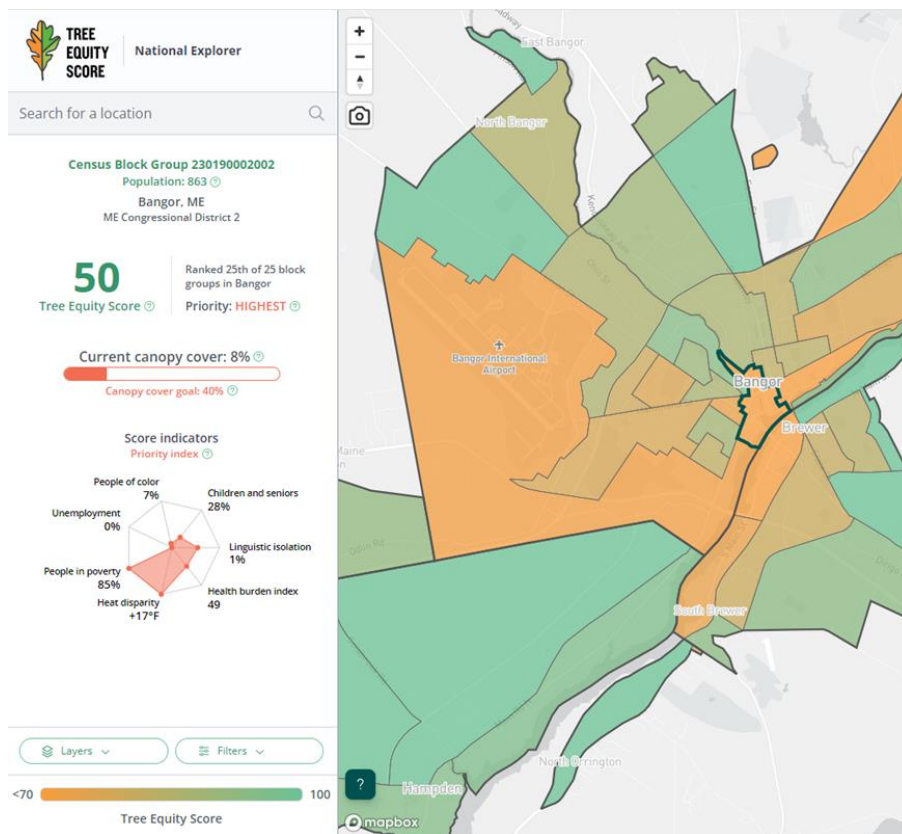 TREE
EQUITY
SCORE
National Explorer
Search for a location
Census Block Group 230190002002
Population: 863 ?
Bangor, ME
ME Congressional District 2
50
Tree Equity Score ?
Ranked 25th of 25 block
groups in Bangor
Priority: HIGHEST ?
Current canopy cover: 8% ?
Canopy cover goal: 40% ?
Score indicators
Priority index ?
People of color
7%
Children and seniors
28%
Unemployment
0%
Linguistic isolation
1%
People in poverty
85%
Health burden index
49
Heat disparity
+17°F
Layers
Filters
<70
100
Tree Equity Score
+
−
East Bangor
North Bangor
Ohio St
Bangor International
Airport
Bangor
Brewer
Maine
Odlin Rd
South Brewer
North Orrington
Hampden
?
mapbox